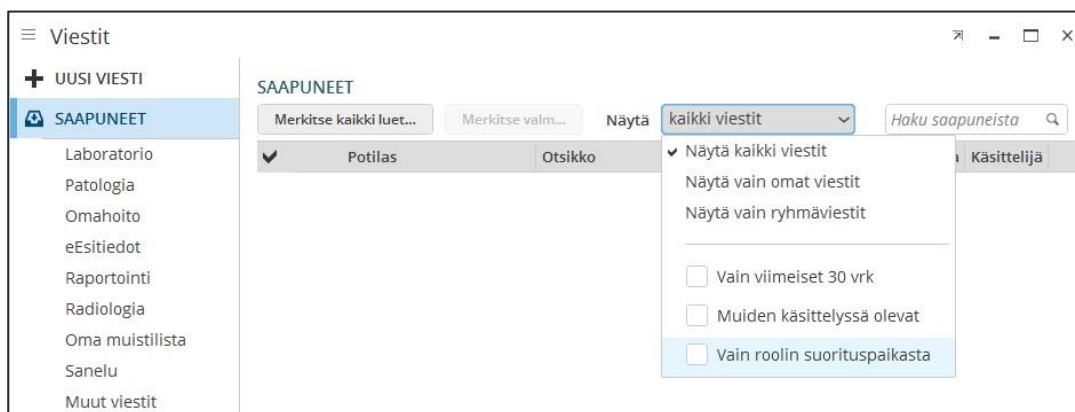 Viestit
UUSI VIESTI
SAAPUNEET
Laboratorio
Patologia
Omahoito
eEsitiedot
Raportointi
Radiologia
Oma muistilista
Sanelu
Muut viestit
SAAPUNEET
Merkitse kaikki luet... Merkitse valm... Näytä kaikki viestit Haku saapuneista
Potilas Otsikko Käsittelijä
Näytä kaikki viestit
Näytä vain omat viestit
Näytä vain ryhmäviestit
Vain viimeiset 30 vrk
Muiden käsittelyssä olevat
Vain roolin suorituspaikasta